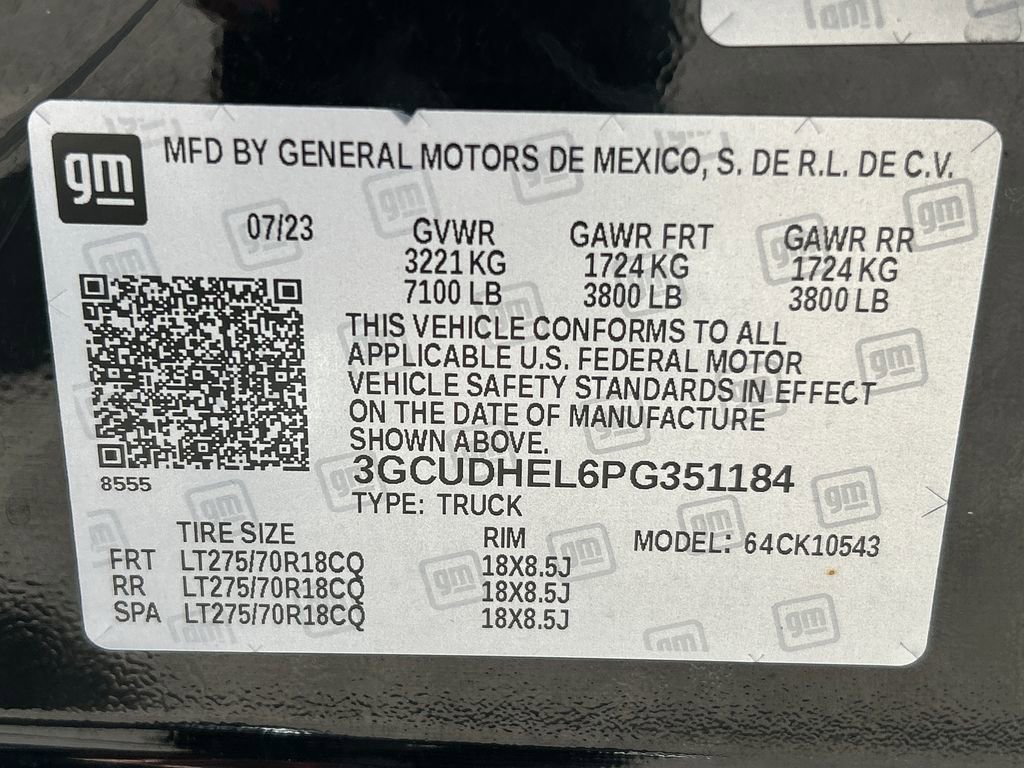 gm MFD BY GENERAL MOTORS DE MEXICO, S. DE R.L. DE C.V.
07/23 GVWR GAWR FRT GAWR RR
3221 KG 1724 KG 1724 KG
7100 LB 3800 LB 3800 LB
THIS VEHICLE CONFORMS TO ALL
APPLICABLE U.S. FEDERAL MOTOR
VEHICLE SAFETY STANDARDS IN EFFECT
ON THE DATE OF MANUFACTURE
SHOWN ABOVE.
3GCUDHEL6PG351184
8555
TYPE: TRUCK
TIRE SIZE RIM MODEL: 64CK10543
FRT LT275/70R18CQ 18X8.5J
RR LT275/70R18CQ 18X8.5J
SPA LT275/70R18CQ 18X8.5J